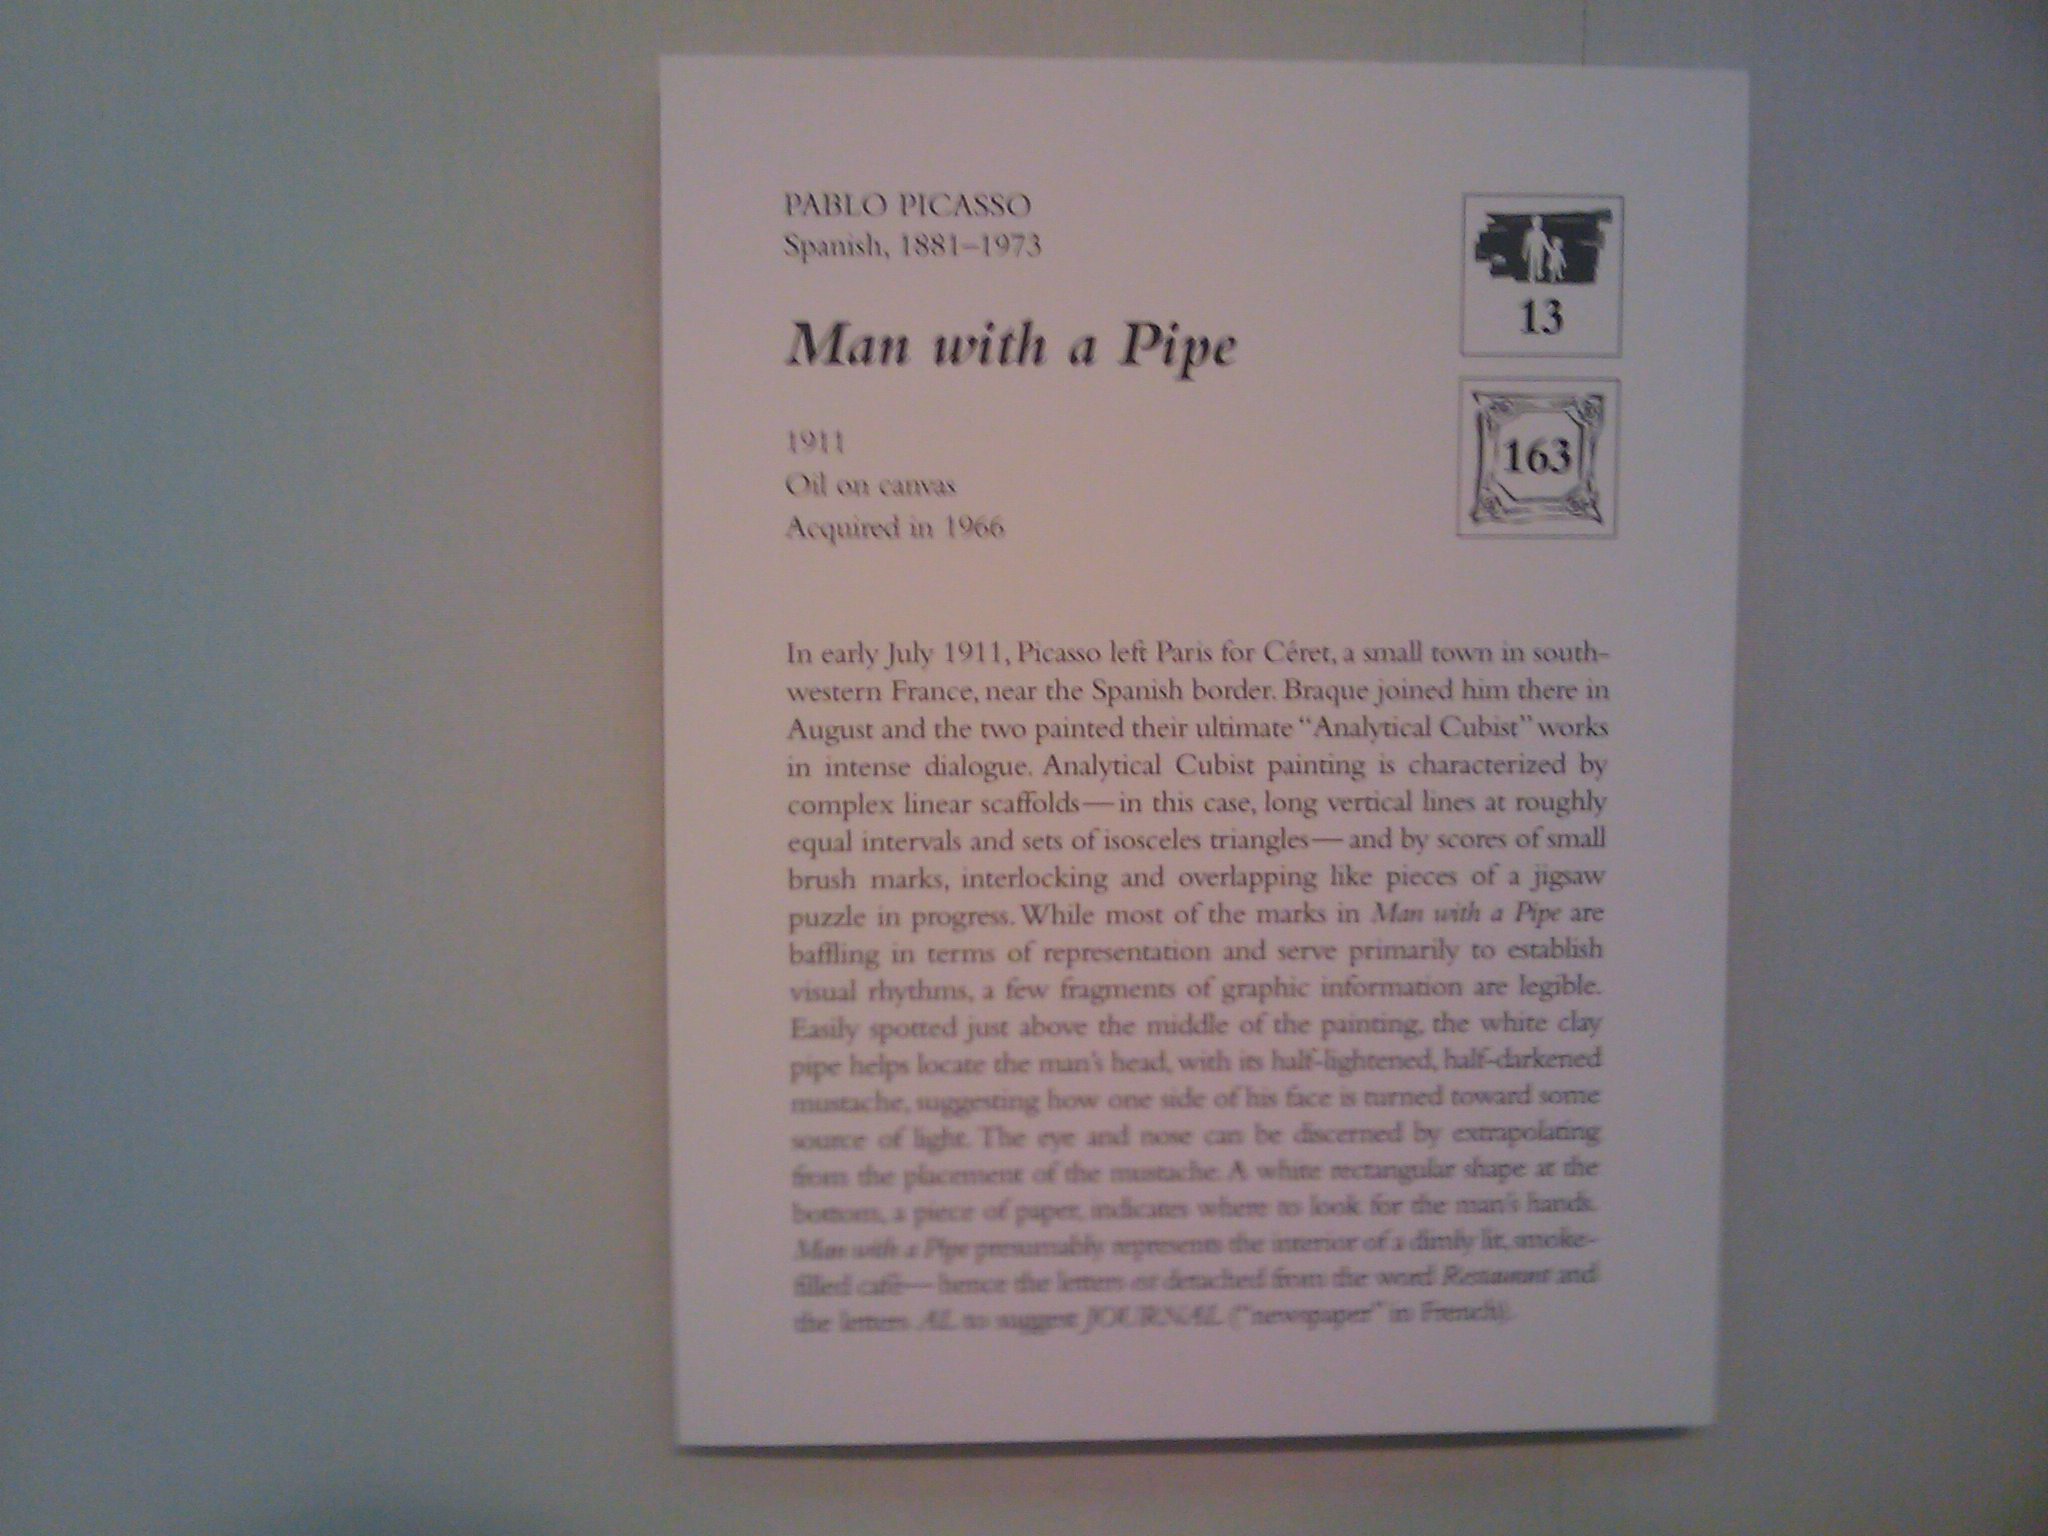 PABLO PICASSO
Spanish, 1881–1973
Man with a Pipe
13
163
1911
Oil on canvas
Acquired in 1966
In early July 1911, Picasso left Paris for Céret, a small town in south-
western France, near the Spanish border. Braque joined him there in
August and the two painted their ultimate “Analytical Cubist” works
in intense dialogue. Analytical Cubist painting is characterized by
complex linear scaffolds—in this case, long vertical lines at roughly
equal intervals and sets of isosceles triangles—and by scores of small
brush marks, interlocking and overlapping like pieces of a jigsaw
puzzle in progress. While most of the marks in Man with a Pipe are
baffling in terms of representation and serve primarily to establish
visual rhythms, a few fragments of graphic information are legible.
Easily spotted just above the middle of the painting, the white clay
pipe helps locate the man's head, with its half-lightened, half-darkened
mustache, suggesting how one side of his face is turned toward some
source of light. The eye and nose can be discerned by extrapolating
from the placement of the mustache. A white rectangular shape at the
bottom, a piece of paper, indicates where to look for the man's hands.
Man with a Pipe presumably represents the interior of a dimly lit, smoke-
filled café—hence the letters detached from the word Restaurant and
the letters AL to suggest JOURNAL (“newspaper” in French).